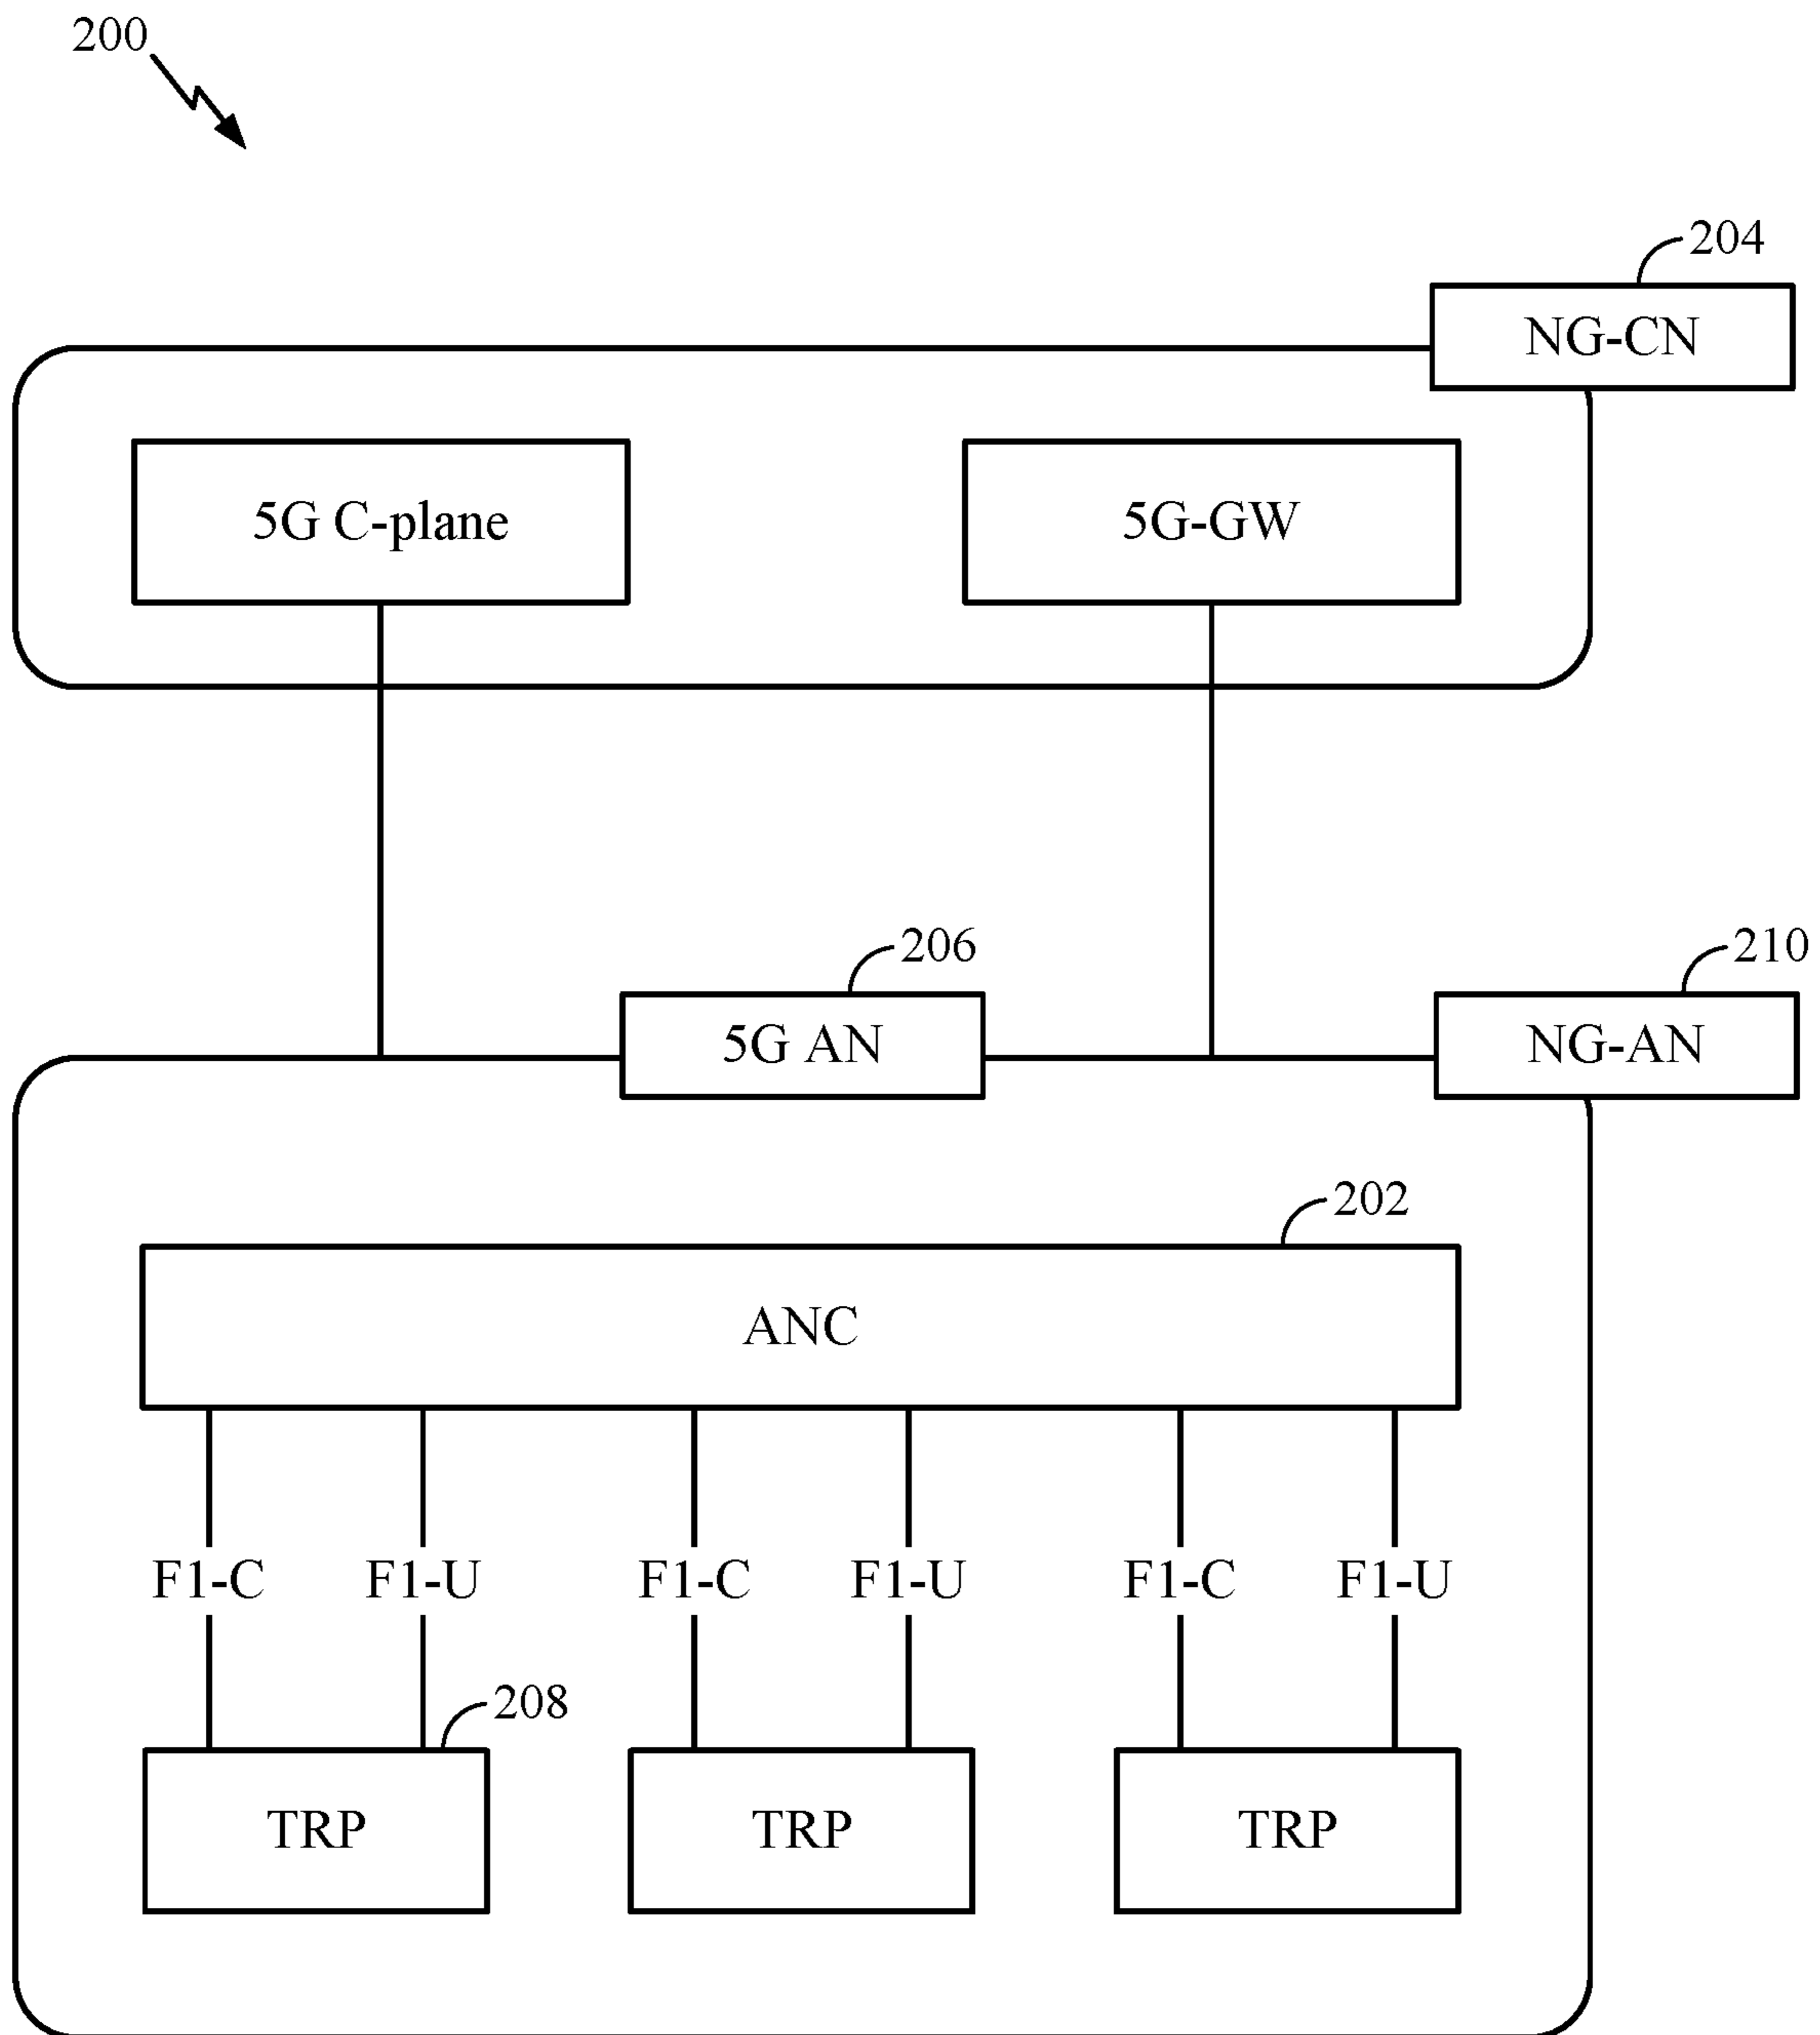 200
204
NG-CN
5G C-plane
5G-GW
206
210
5G AN
NG-AN
202
ANC
F1-C
F1-U
F1-C
F1-U
F1-C
F1-U
208
TRP
TRP
TRP